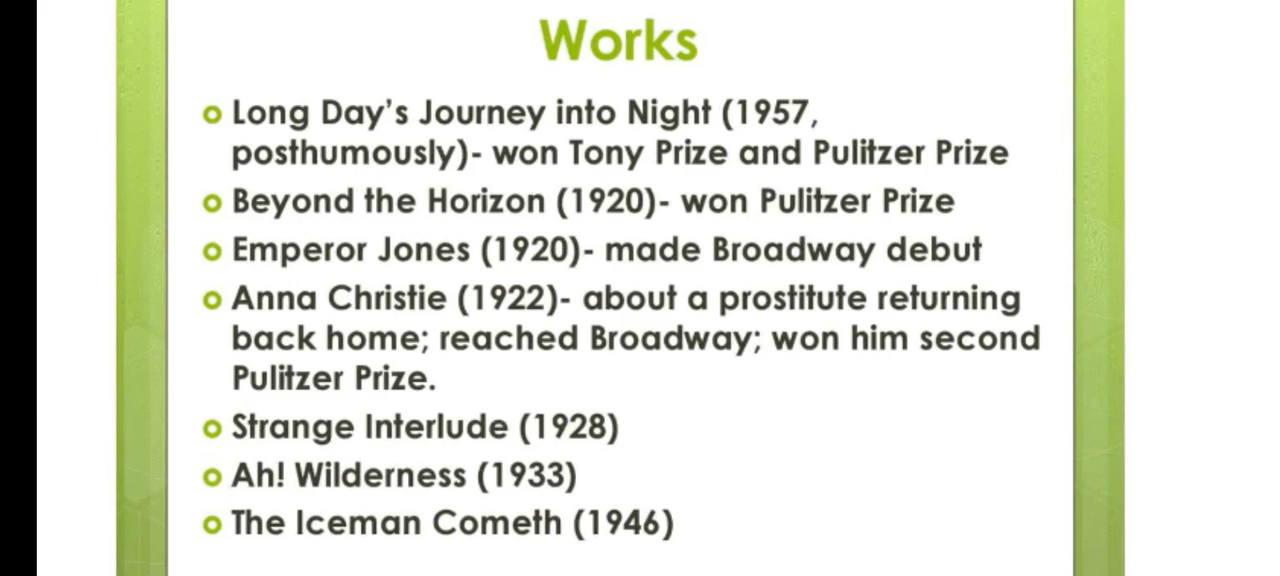 Works
Long Day's Journey into Night (1957,
posthumously)- won Tony Prize and Pulitzer Prize
Beyond the Horizon (1920)- won Pulitzer Prize
Emperor Jones (1920)- made Broadway debut
Anna Christie (1922)- about a prostitute returning
back home; reached Broadway; won him second
Pulitzer Prize.
Strange Interlude (1928)
Ah! Wilderness (1933)
The Iceman Cometh (1946)